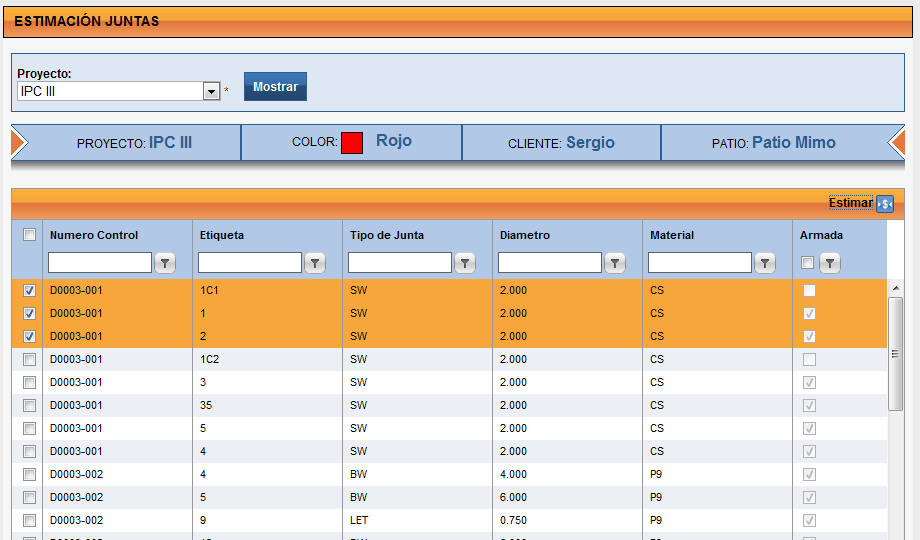 ESTIMACIÓN JUNTAS
Proyecto:
IPC III * Mostrar
PROYECTO: IPC III COLOR: Rojo CLIENTE: Sergio PATIO: Patio Mimo
Estimar
Numero Control Etiqueta Tipo de Junta Diametro Material Armada
D0003-001 1C1 SW 2.000 CS
D0003-001 1 SW 2.000 CS
D0003-001 2 SW 2.000 CS
D0003-001 1C2 SW 2.000 CS
D0003-001 3 SW 2.000 CS
D0003-001 35 SW 2.000 CS
D0003-001 5 SW 2.000 CS
D0003-001 4 SW 2.000 CS
D0003-002 4 BW 4.000 P9
D0003-002 5 BW 6.000 P9
D0003-002 9 LET 0.750 P9